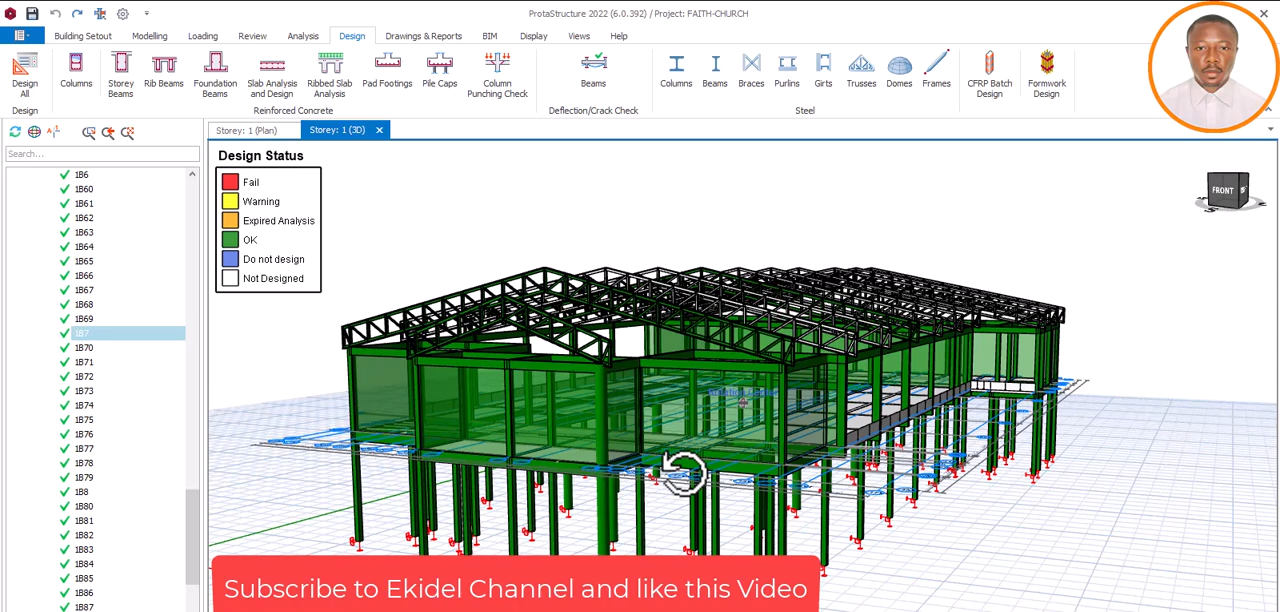 ProtaStructure 2022 (6.0.392) / Project: FAITH-CHURCH
Building Setout Modelling Loading Review Analysis Design Drawings & Reports BIM Display Views Help
Design All
Columns
Storey Beams
Rib Beams
Foundation Beams
Slab Analysis and Design
Ribbed Slab Analysis
Pad Footings
Pile Caps
Column Punching Check
Beams
Columns
Beams
Braces
Purlins
Girts
Trusses
Domes
Frames
CFRP Batch Design
Formwork Design
Design
Reinforced Concrete
Deflection/Crack Check
Steel
Storey: 1 (Plan)
Storey: 1 (3D)
Search...
1B6
1B60
1B61
1B62
1B63
1B64
1B65
1B66
1B67
1B68
1B69
1B7
1B70
1B71
1B72
1B73
1B74
1B75
1B76
1B77
1B78
1B79
1B8
1B80
1B81
1B82
1B83
1B84
1B85
1B86
1B87
Design Status
Fail
Warning
Expired Analysis
OK
Do not design
Not Designed
FRONT
Subscribe to Ekidel Channel and like this Video